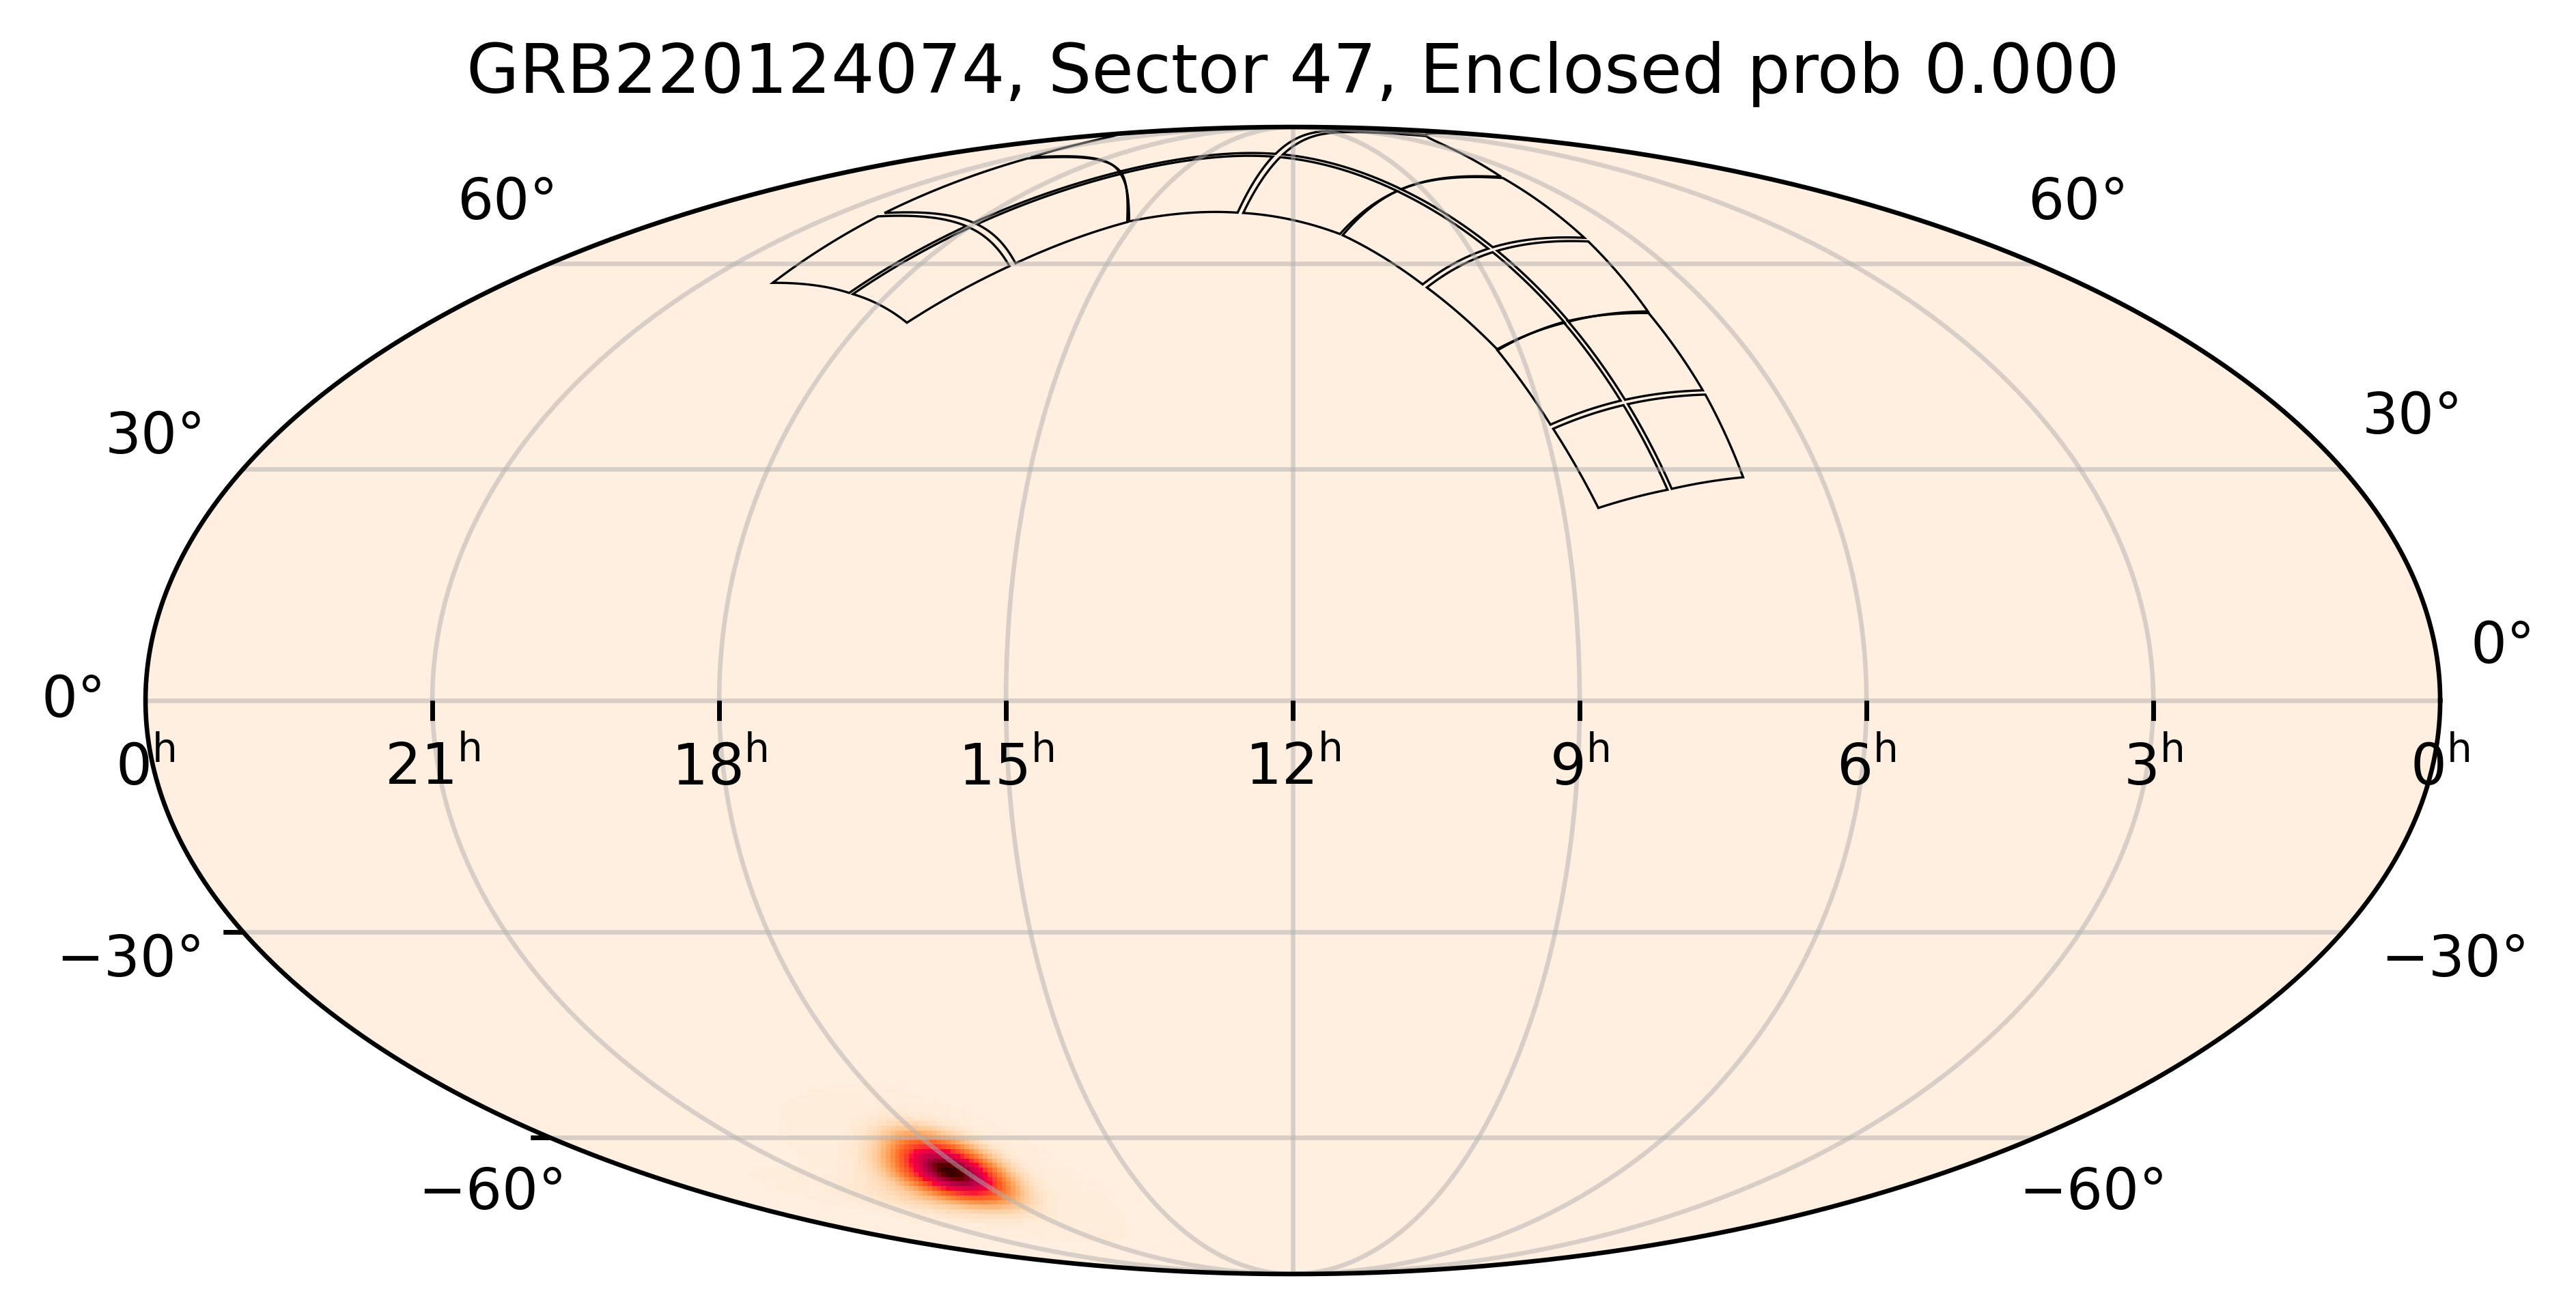 GRB220124074, Sector 47, Enclosed prob 0.000
60° 60°
30° 30°
0° 0°
0h 21h 18h 15h 12h 9h 6h 3h 0h
−30° −30°
−60° −60°